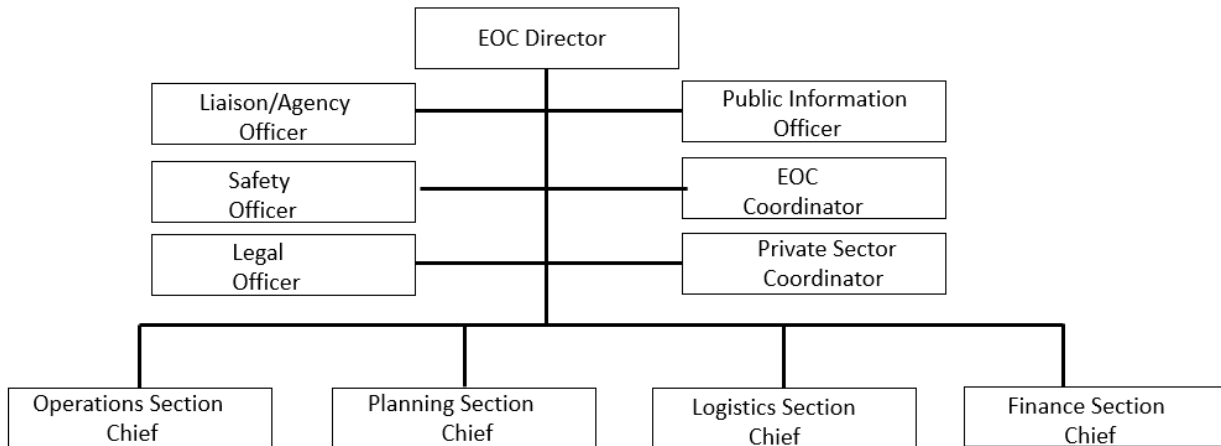 EOC Director
Liaison/Agency
Officer
Public Information
Officer
Safety
Officer
EOC
Coordinator
Legal
Officer
Private Sector
Coordinator
Operations Section
Chief
Planning Section
Chief
Logistics Section
Chief
Finance Section
Chief